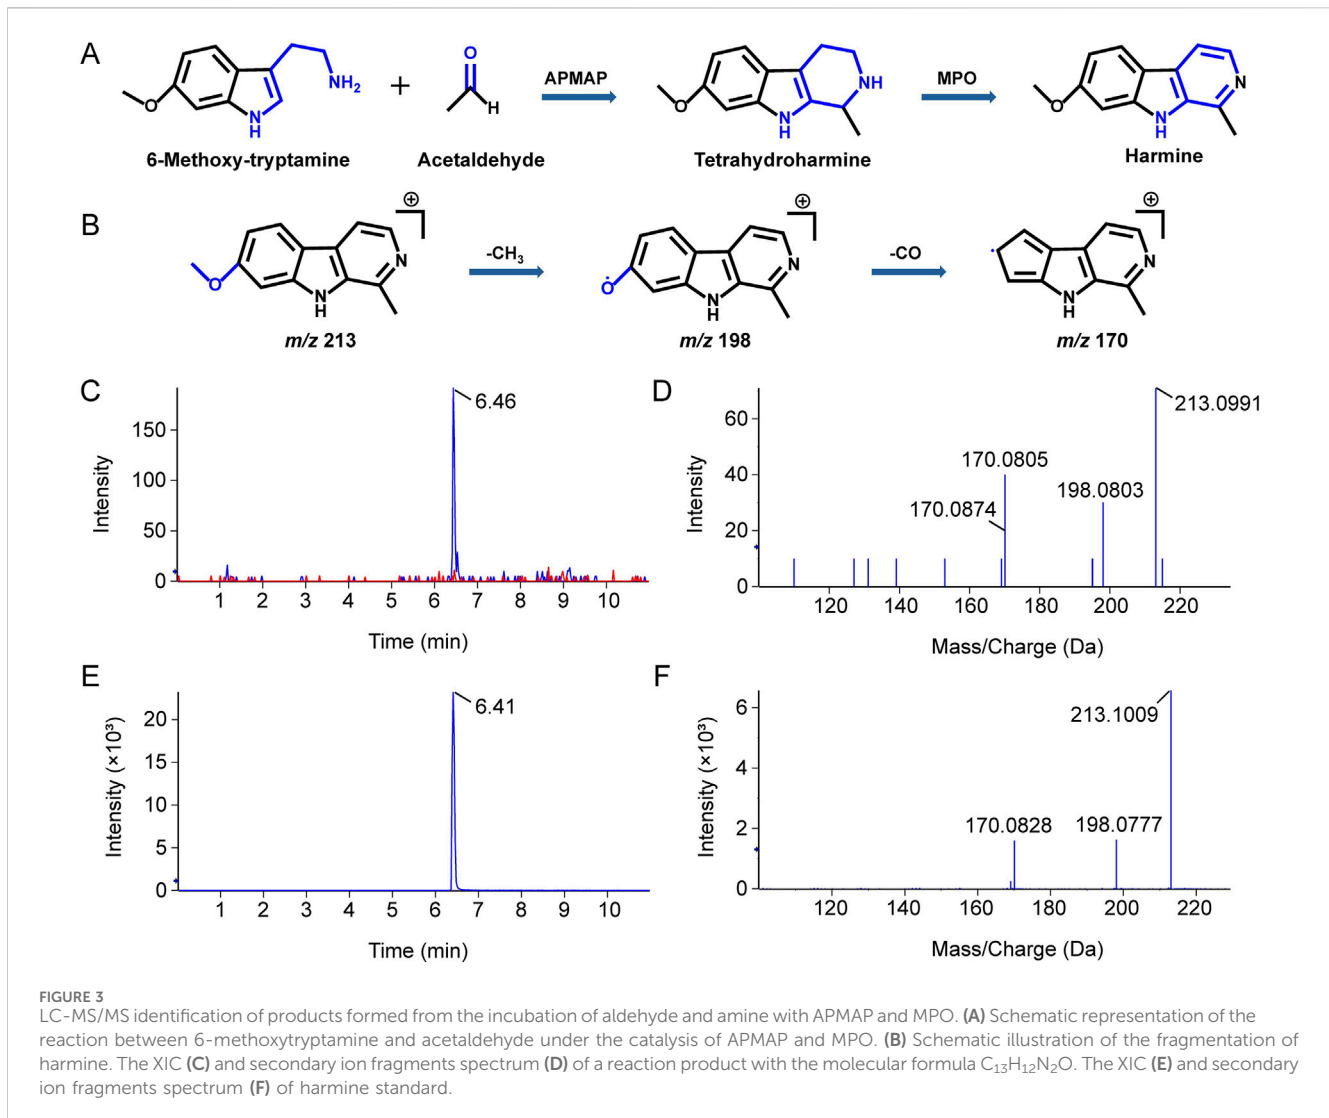 A
NH₂
O
N
H
+
O
H
APMAP
O
NH
N
H
MPO
O
N
N
H
6-Methoxy-tryptamine
Acetaldehyde
Tetrahydroharmine
Harmine
B
O
N
N
H
⊕
-CH₃
Ȯ
N
N
H
⊕
-CO
N
N
H
⊕
m/z 213
m/z 198
m/z 170
C
Intensity
150
100
50
0
6.46
1 2 3 4 5 6 7 8 9 10
Time (min)
D
Intensity
60
40
20
0
213.0991
170.0805
198.0803
170.0874
120 140 160 180 200 220
Mass/Charge (Da)
E
Intensity (×10³)
20
15
10
5
0
6.41
1 2 3 4 5 6 7 8 9 10
Time (min)
F
Intensity (×10³)
6
4
2
0
213.1009
170.0828
198.0777
120 140 160 180 200 220
Mass/Charge (Da)
FIGURE 3
LC-MS/MS identification of products formed from the incubation of aldehyde and amine with APMAP and MPO. (A) Schematic representation of the
reaction between 6-methoxytryptamine and acetaldehyde under the catalysis of APMAP and MPO. (B) Schematic illustration of the fragmentation of
harmine. The XIC (C) and secondary ion fragments spectrum (D) of a reaction product with the molecular formula C₁₃H₁₂N₂O. The XIC (E) and secondary
ion fragments spectrum (F) of harmine standard.